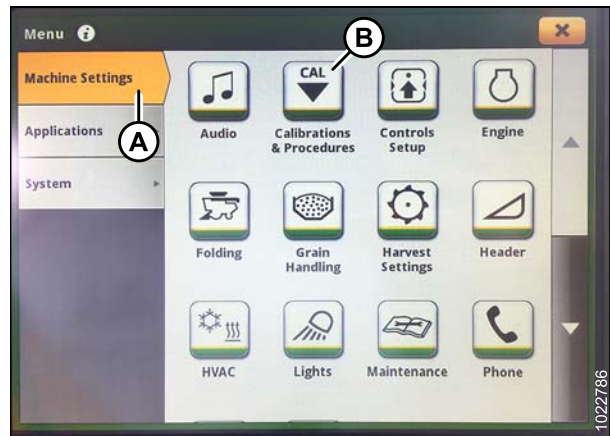 Menu i
B
Machine Settings
CAL
Applications
A
Audio
Calibrations
& Procedures
Controls
Setup
Engine
System
Folding
Grain
Handling
Harvest
Settings
Header
HVAC
Lights
Maintenance
Phone
1022786